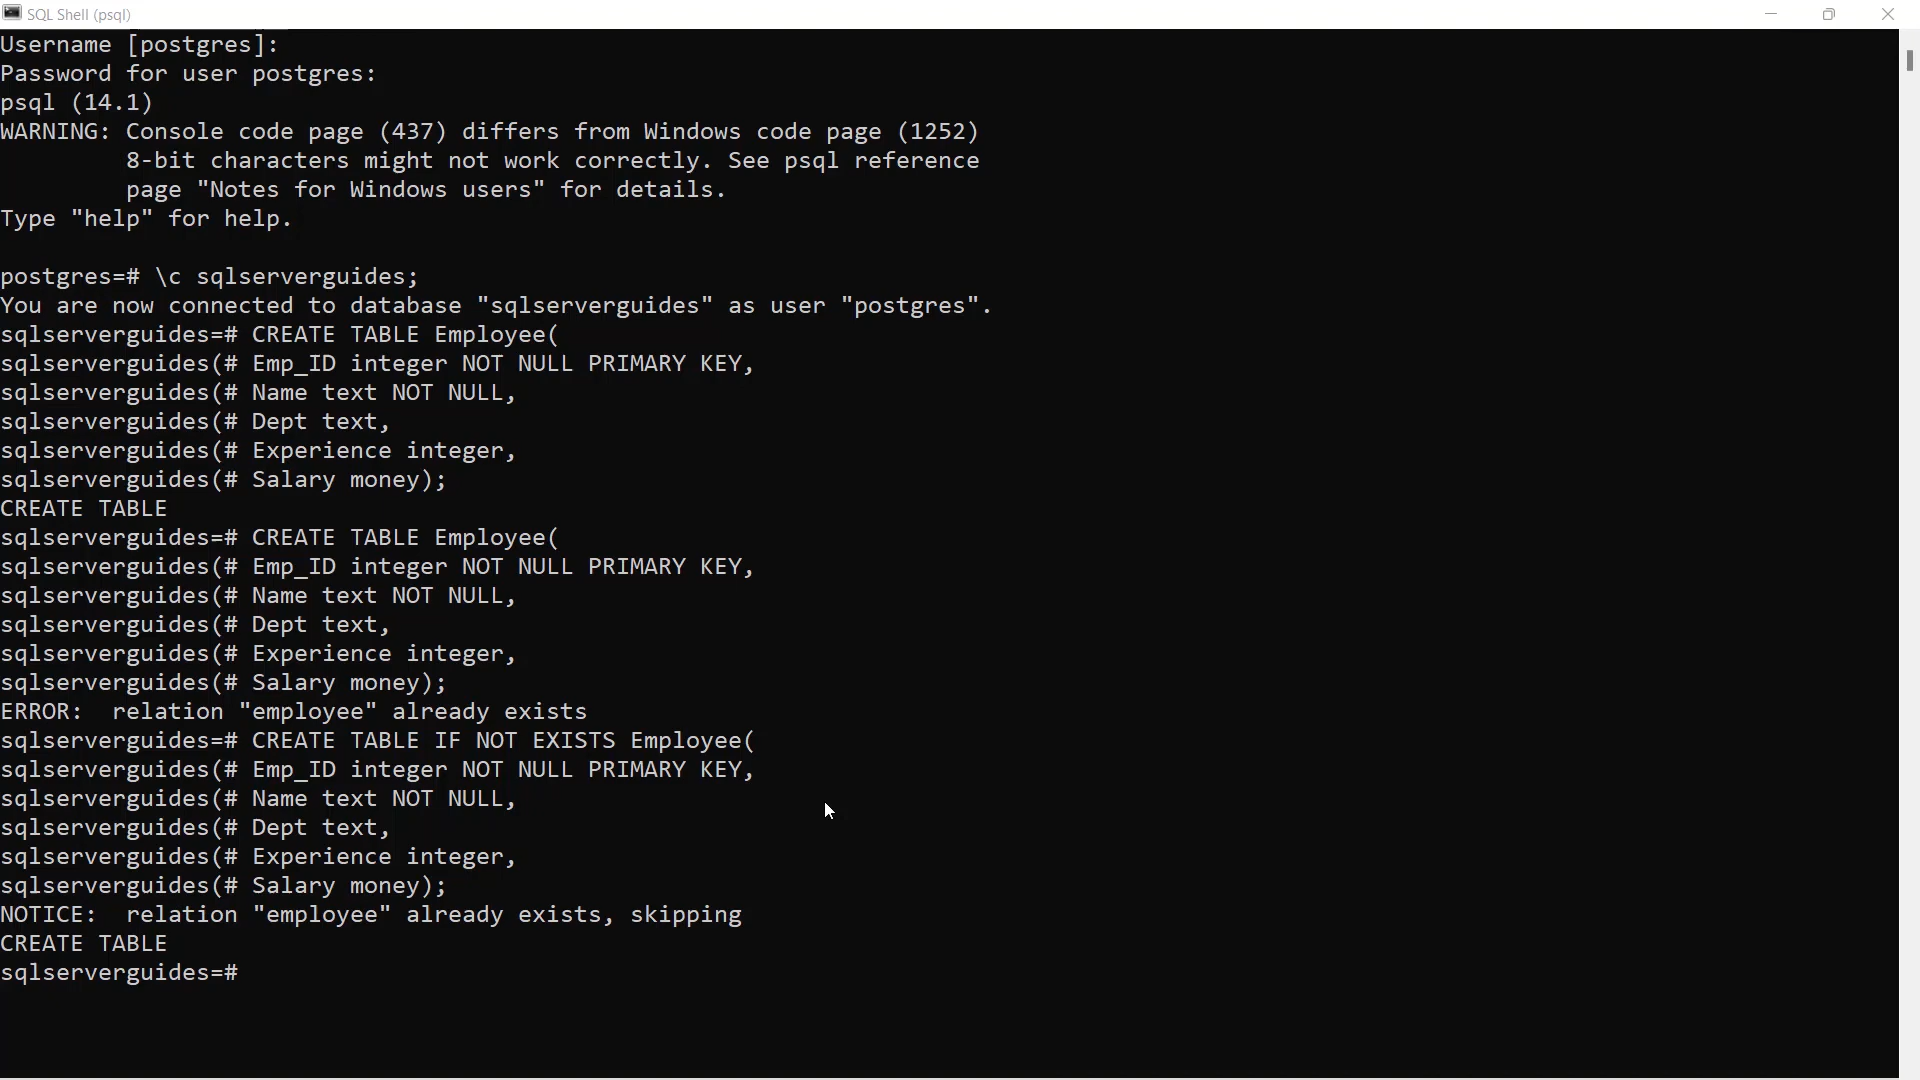 SQL Shell (psql)
Username [postgres]:
Password for user postgres:
psql (14.1)
WARNING: Console code page (437) differs from Windows code page (1252)
         8-bit characters might not work correctly. See psql reference
         page "Notes for Windows users" for details.
Type "help" for help.

postgres=# \c sqlserverguides;
You are now connected to database "sqlserverguides" as user "postgres".
sqlserverguides=# CREATE TABLE Employee(
sqlserverguides(# Emp_ID integer NOT NULL PRIMARY KEY,
sqlserverguides(# Name text NOT NULL,
sqlserverguides(# Dept text,
sqlserverguides(# Experience integer,
sqlserverguides(# Salary money);
CREATE TABLE
sqlserverguides=# CREATE TABLE Employee(
sqlserverguides(# Emp_ID integer NOT NULL PRIMARY KEY,
sqlserverguides(# Name text NOT NULL,
sqlserverguides(# Dept text,
sqlserverguides(# Experience integer,
sqlserverguides(# Salary money);
ERROR:  relation "employee" already exists
sqlserverguides=# CREATE TABLE IF NOT EXISTS Employee(
sqlserverguides(# Emp_ID integer NOT NULL PRIMARY KEY,
sqlserverguides(# Name text NOT NULL,
sqlserverguides(# Dept text,
sqlserverguides(# Experience integer,
sqlserverguides(# Salary money);
NOTICE:  relation "employee" already exists, skipping
CREATE TABLE
sqlserverguides=#